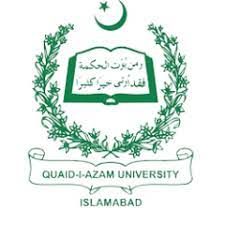 ومن يؤت الحكمة
فقد أوتي خيرا كثيرا
QUAID-I-AZAM UNIVERSITY
ISLAMABAD